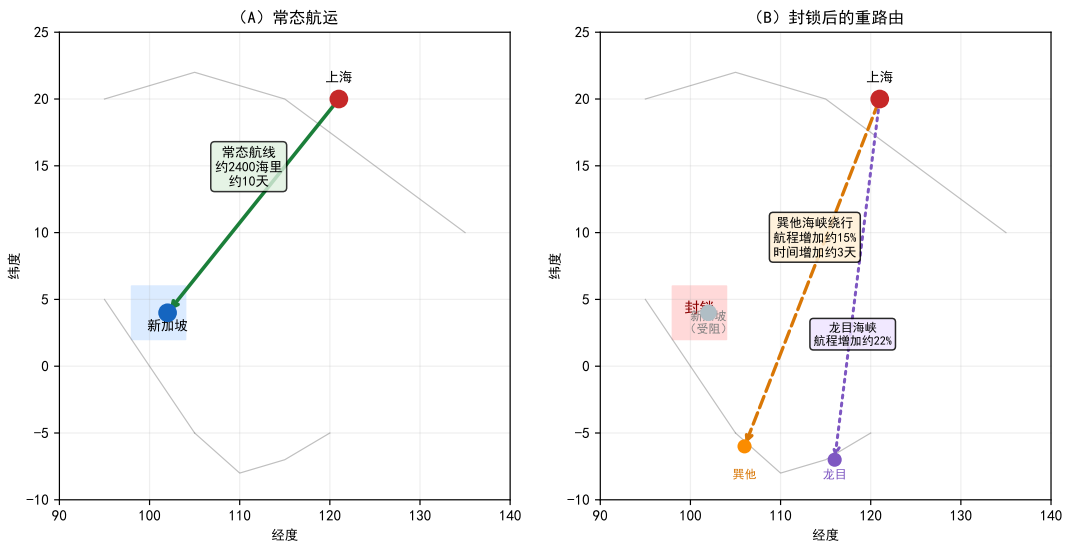 （A）常态航运
25
20
15
10
5
0
−5
−10
纬度
上海
常态航线
约2400海里
约10天
新加坡
90
100
110
120
130
140
经度
（B）封锁后的重路由
25
20
15
10
5
0
−5
−10
纬度
上海
巽他海峡绕行
航程增加约15%
时间增加约3天
封锁
新加坡
（受阻）
龙目海峡
航程增加约22%
巽他
龙目
90
100
110
120
130
140
经度